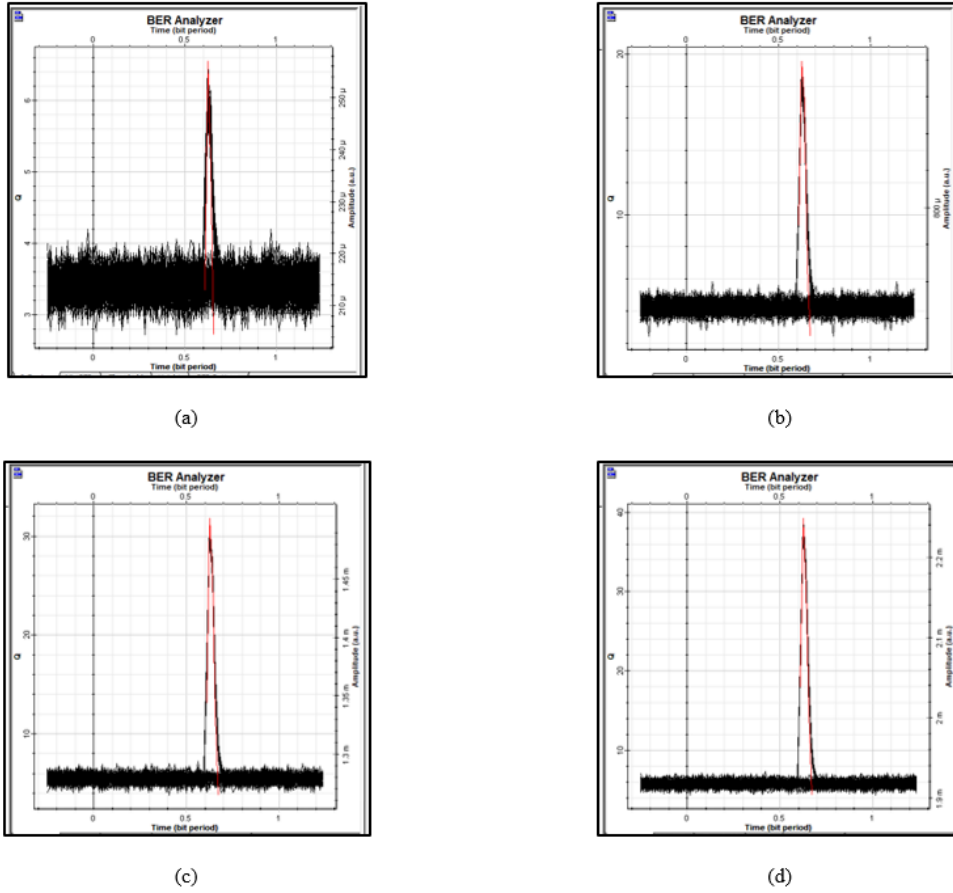 BER Analyzer
Time (bit period)
0 0.5 1
6
5
4
3
Q
260 µ
240 µ
230 µ
220 µ
210 µ
Amplitude (a.u.)
0 0.5 1
Time (bit period)
(a)
BER Analyzer
Time (bit period)
0 0.5 1
20
10
Q
800 µ
Amplitude (a.u.)
0 0.5 1
Time (bit period)
(b)
BER Analyzer
Time (bit period)
0 0.5 1
30
20
10
Q
1.45 m
1.4 m
1.35 m
1.3 m
Amplitude (a.u.)
0 0.5 1
Time (bit period)
(c)
BER Analyzer
Time (bit period)
0 0.5 1
40
30
20
10
Q
2.2 m
2.1 m
2 m
1.9 m
Amplitude (a.u.)
0 0.5 1
Time (bit period)
(d)